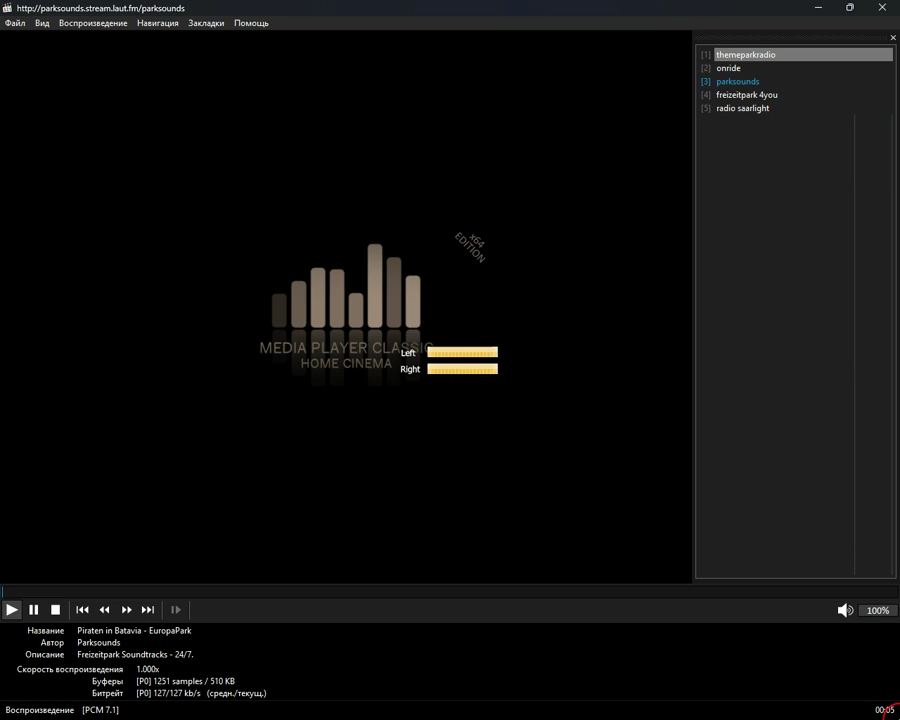 http://parksounds.stream.laut.fm/parksounds
Файл Вид Воспроизведение Навигация Закладки Помощь
[1] themeparkradio
[2] onride
[3] parksounds
[4] freizeitpark 4you
[5] radio saarlight
x64
EDITION
MEDIA PLAYER CLASSIC
HOME CINEMA
Left
Right
100%
Название Piraten in Batavia - EuropaPark
Автор Parksounds
Описание Freizeitpark Soundtracks - 24/7.
Скорость воспроизведения 1.000x
Буферы [P0] 1251 samples / 510 KB
Битрейт [P0] 127/127 kb/s (средн./текущ.)
Воспроизведение [PCM 7.1] 00:05